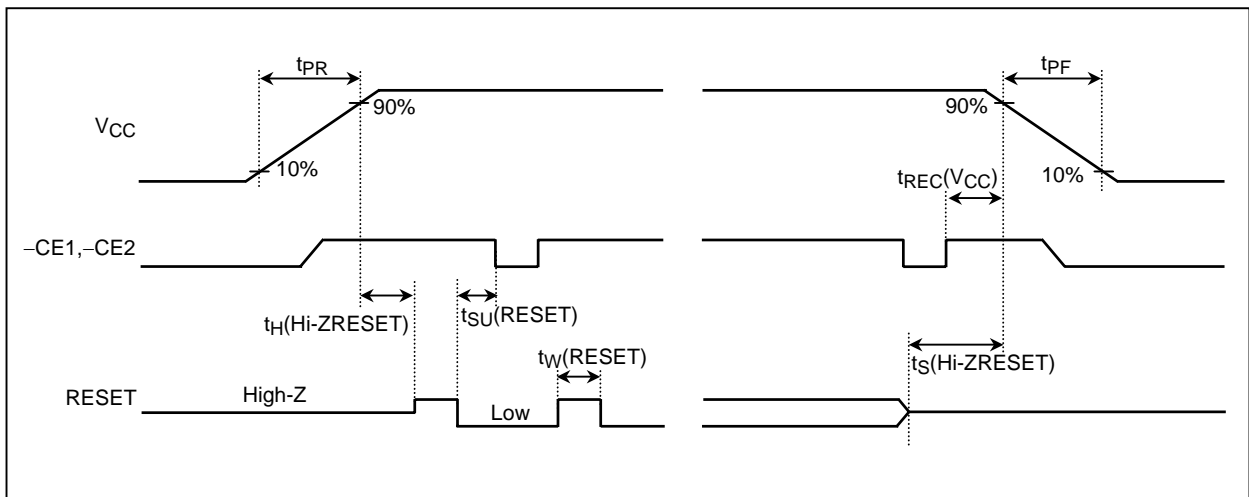 tPR
tPF
90%
90%
VCC
10%
tREC(VCC)
10%
–CE1,–CE2
tH(Hi-ZRESET)
tSU(RESET)
tW(RESET)
tS(Hi-ZRESET)
RESET
High-Z
Low